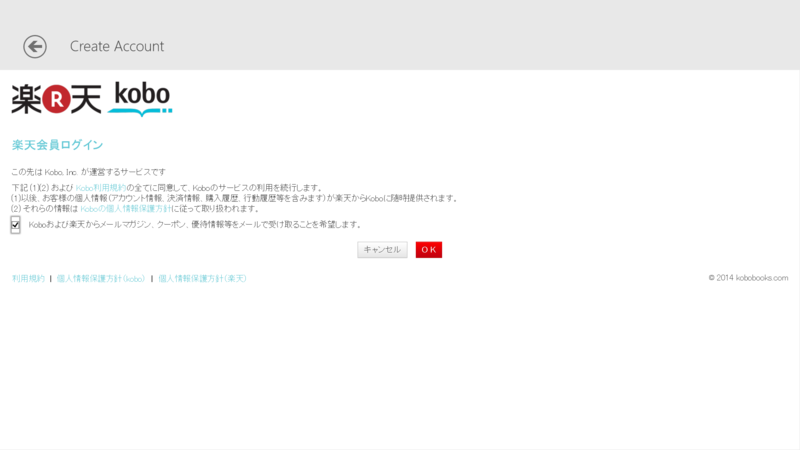 Create Account
楽R天 kobo
楽天会員ログイン
この先は Kobo, Inc. が運営するサービスです
下記 (1)(2) および Kobo利用規約の全てに同意して、Koboのサービスの利用を続行します。
(1)以後、お客様の個人情報(アカウント情報、決済情報、購入履歴、行動履歴等を含みます)が楽天からKoboに随時提供されます。
(2) それらの情報は Koboの個人情報保護方針に従って取り扱われます。
Koboおよび楽天からメールマガジン、クーポン、優待情報等をメールで受け取ることを希望します。
キャンセル OK
利用規約 | 個人情報保護方針(kobo) | 個人情報保護方針(楽天) © 2014 kobobooks.com